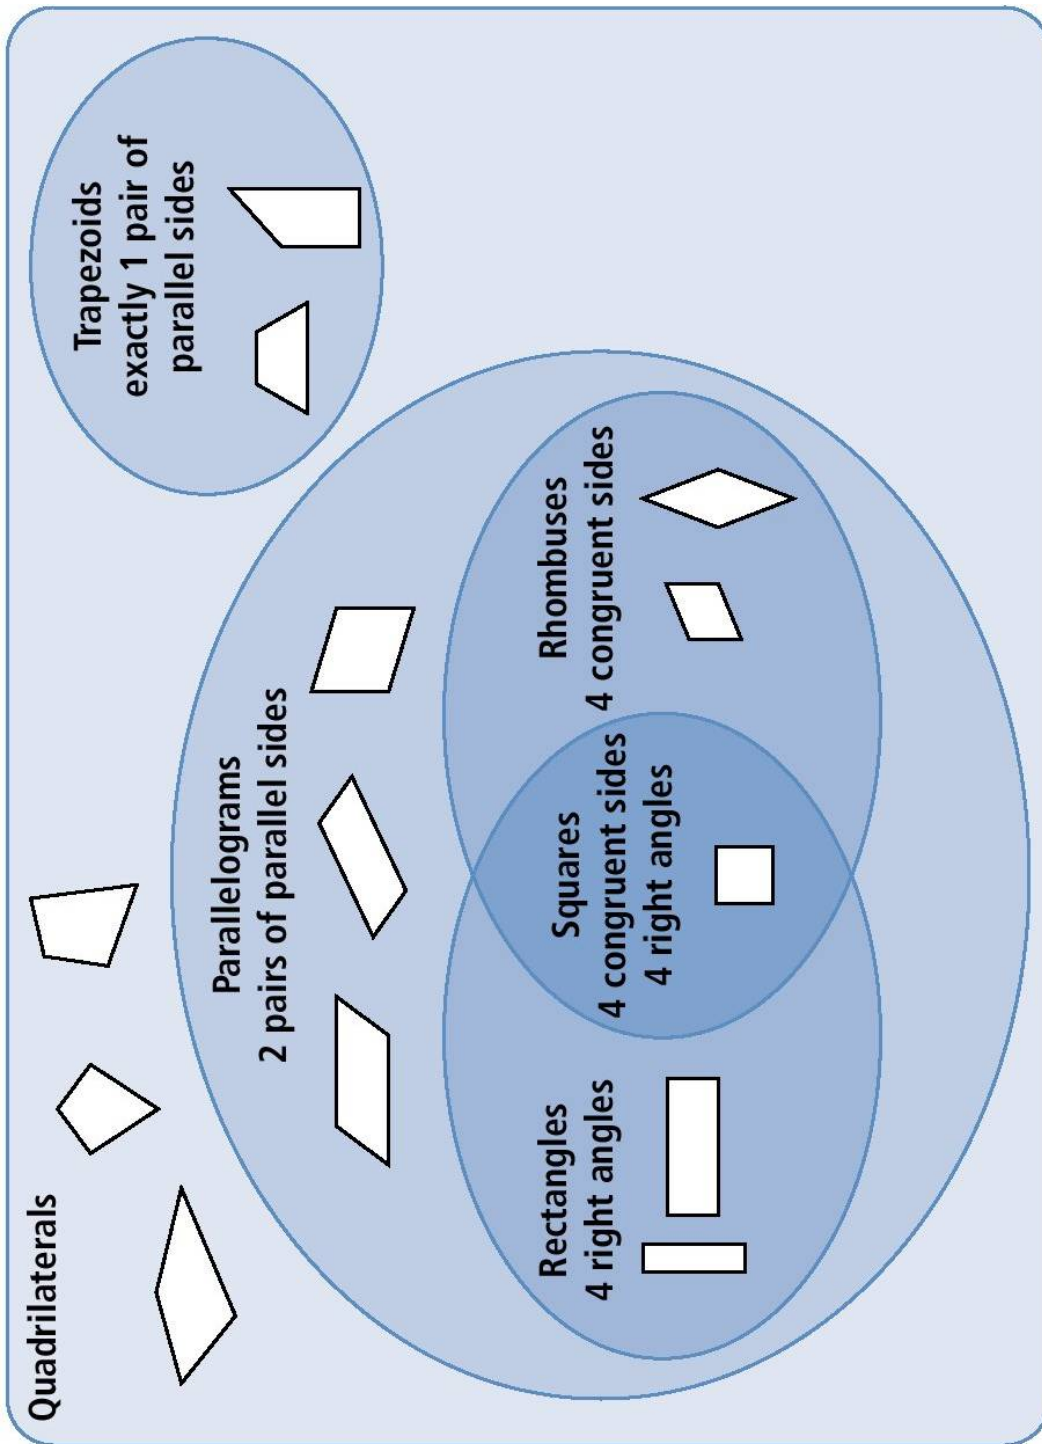 Quadrilaterals
Trapezoids
exactly 1 pair of
parallel sides
Parallelograms
2 pairs of parallel sides
Rectangles
4 right angles
Squares
4 congruent sides
4 right angles
Rhombuses
4 congruent sides